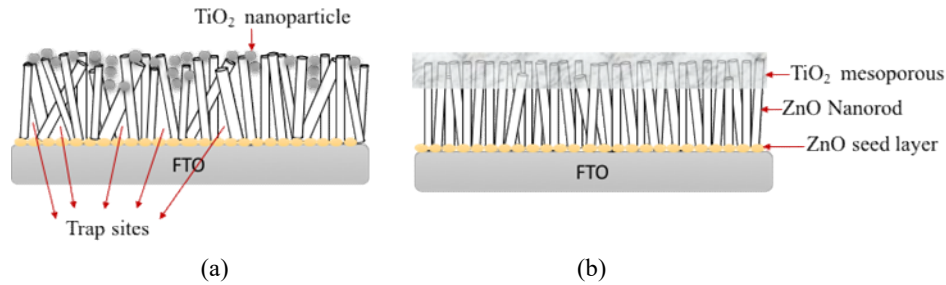 TiO₂ nanoparticle
FTO
Trap sites
(a)
TiO₂ mesoporous
ZnO Nanorod
ZnO seed layer
FTO
(b)